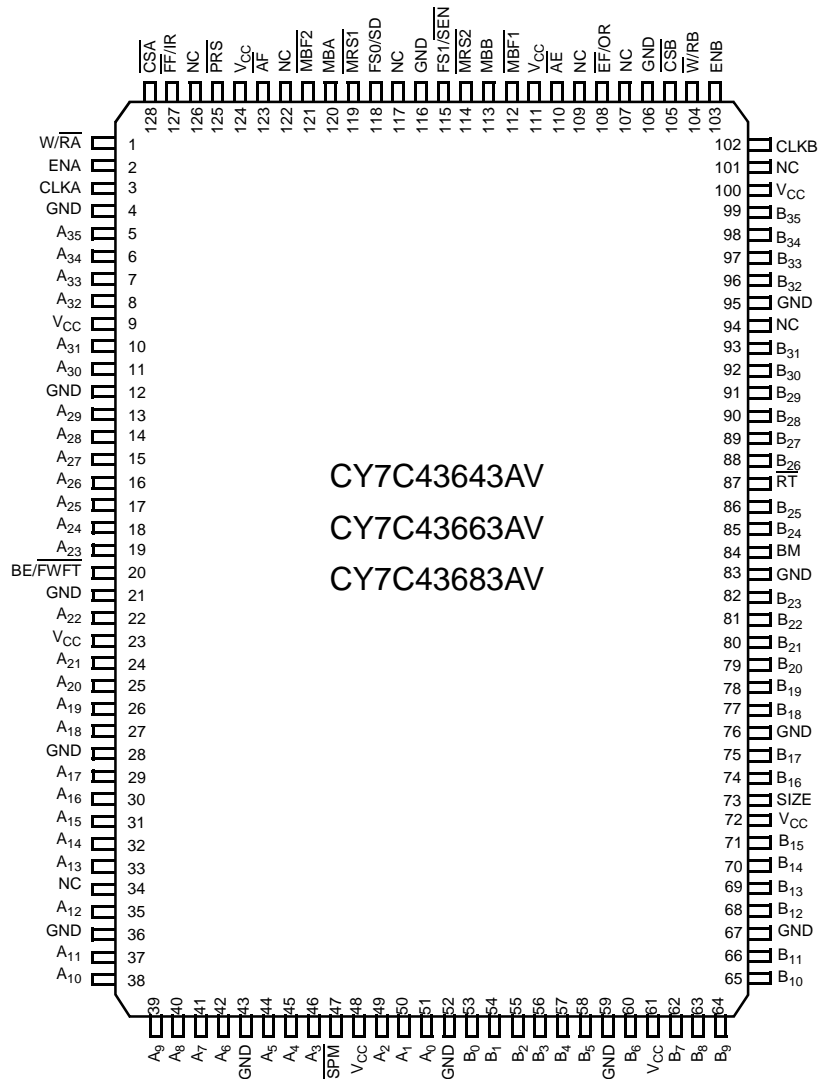 CSA
FF/IR
NC
PRS
VCC
AF
NC
MBF2
MBA
MRS1
FS0/SD
NC
GND
FS1/SEN
MRS2
MBB
MBF1
VCC
AE
NC
EF/OR
NC
GND
CSB
W/RB
ENB
128
127
126
125
124
123
122
121
120
119
118
117
116
115
114
113
112
111
110
109
108
107
106
105
104
103
W/RA 1
ENA 2
CLKA 3
GND 4
A35 5
A34 6
A33 7
A32 8
VCC 9
A31 10
A30 11
GND 12
A29 13
A28 14
A27 15
A26 16
A25 17
A24 18
A23 19
BE/FWFT 20
GND 21
A22 22
VCC 23
A21 24
A20 25
A19 26
A18 27
GND 28
A17 29
A16 30
A15 31
A14 32
A13 33
NC 34
A12 35
GND 36
A11 37
A10 38
CY7C43643AV
CY7C43663AV
CY7C43683AV
102 CLKB
101 NC
100 VCC
99 B35
98 B34
97 B33
96 B32
95 GND
94 NC
93 B31
92 B30
91 B29
90 B28
89 B27
88 B26
87 RT
86 B25
85 B24
84 BM
83 GND
82 B23
81 B22
80 B21
79 B20
78 B19
77 B18
76 GND
75 B17
74 B16
73 SIZE
72 VCC
71 B15
70 B14
69 B13
68 B12
67 GND
66 B11
65 B10
39
40
41
42
43
44
45
46
47
48
49
50
51
52
53
54
55
56
57
58
59
60
61
62
63
64
A9
A8
A7
A6
GND
A5
A4
A3
SPM
VCC
A2
A1
A0
GND
B0
B1
B2
B3
B4
B5
GND
B6
VCC
B7
B8
B9